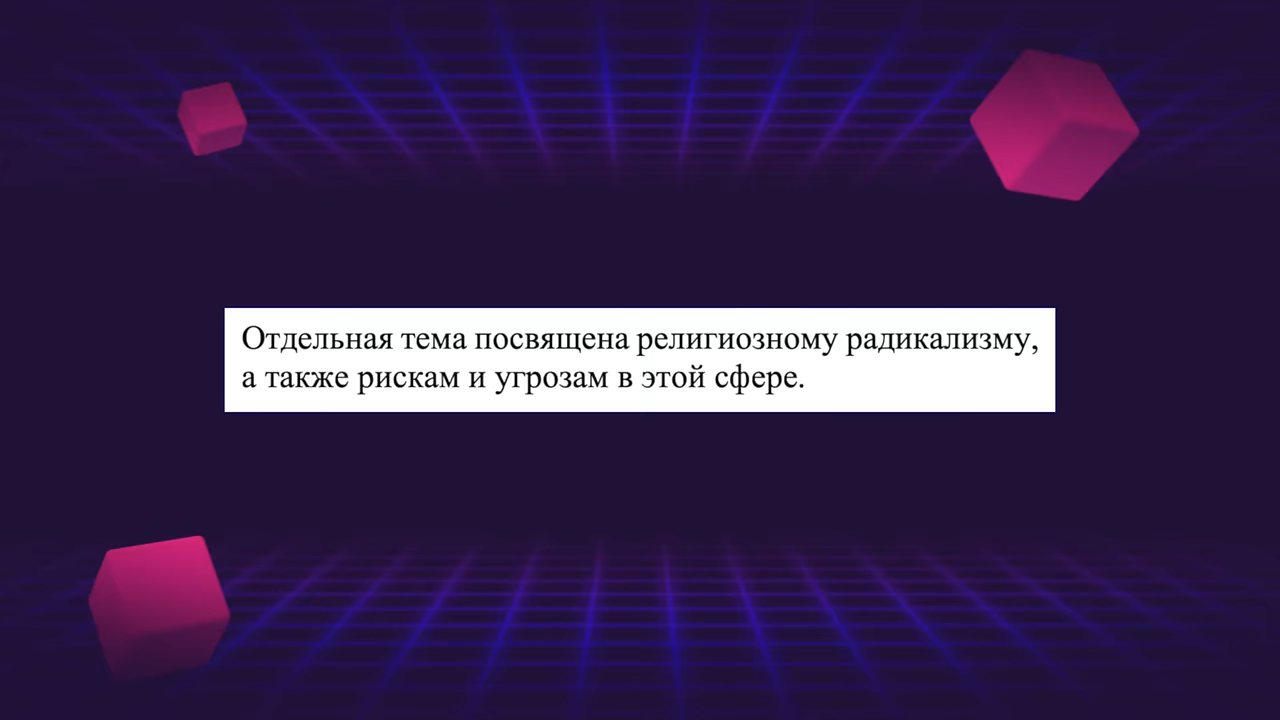 Отдельная тема посвящена религиозному радикализму,
а также рискам и угрозам в этой сфере.